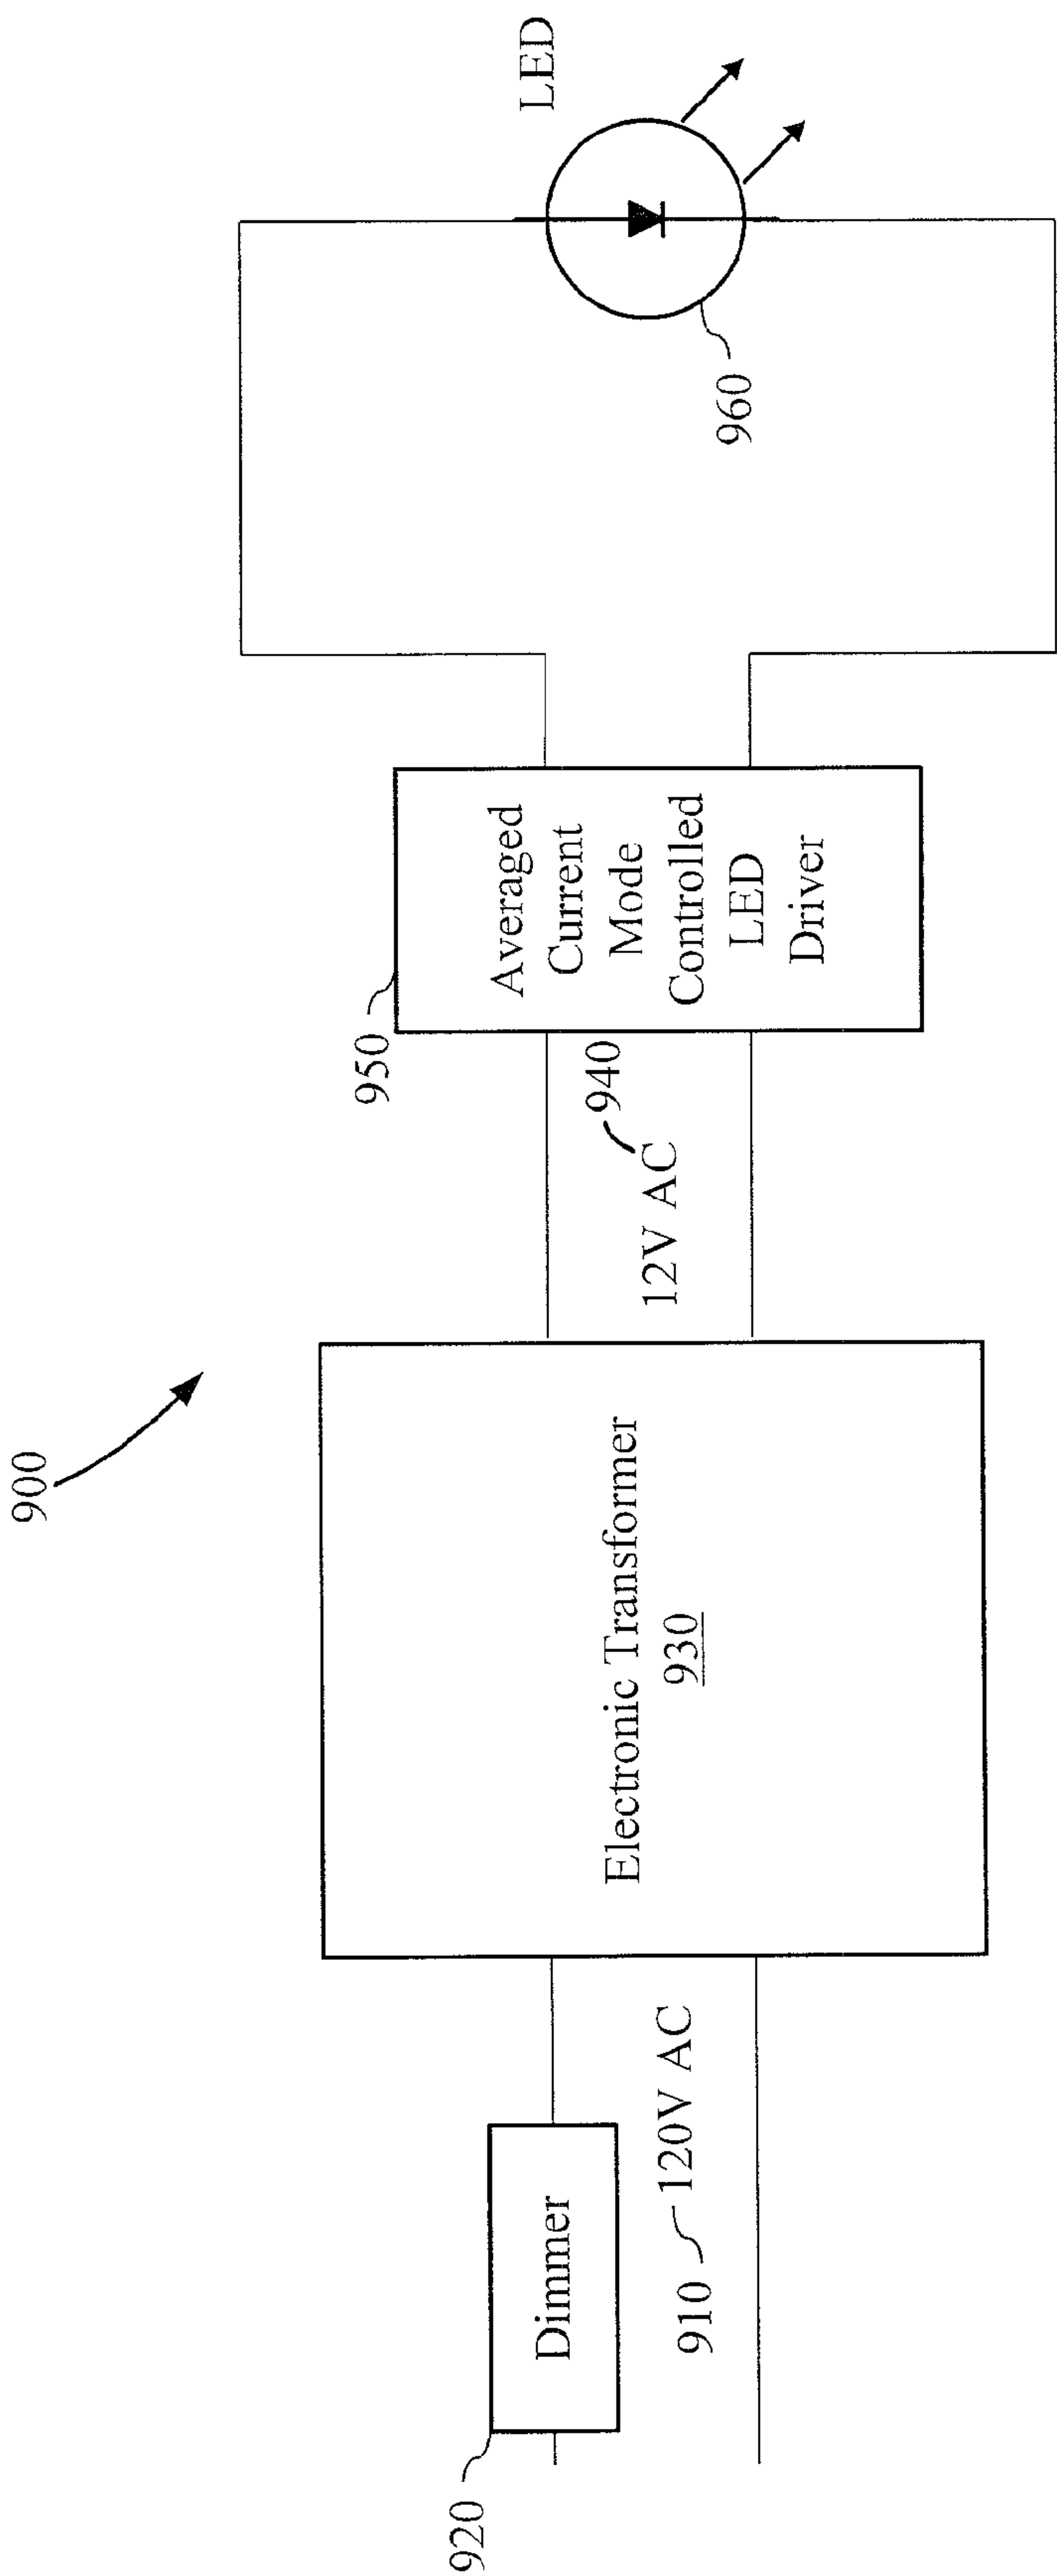 900
920
Dimmer
910
120V AC
Electronic Transformer
930
12V AC
940
950
Averaged
Current
Mode
Controlled
LED
Driver
960
LED